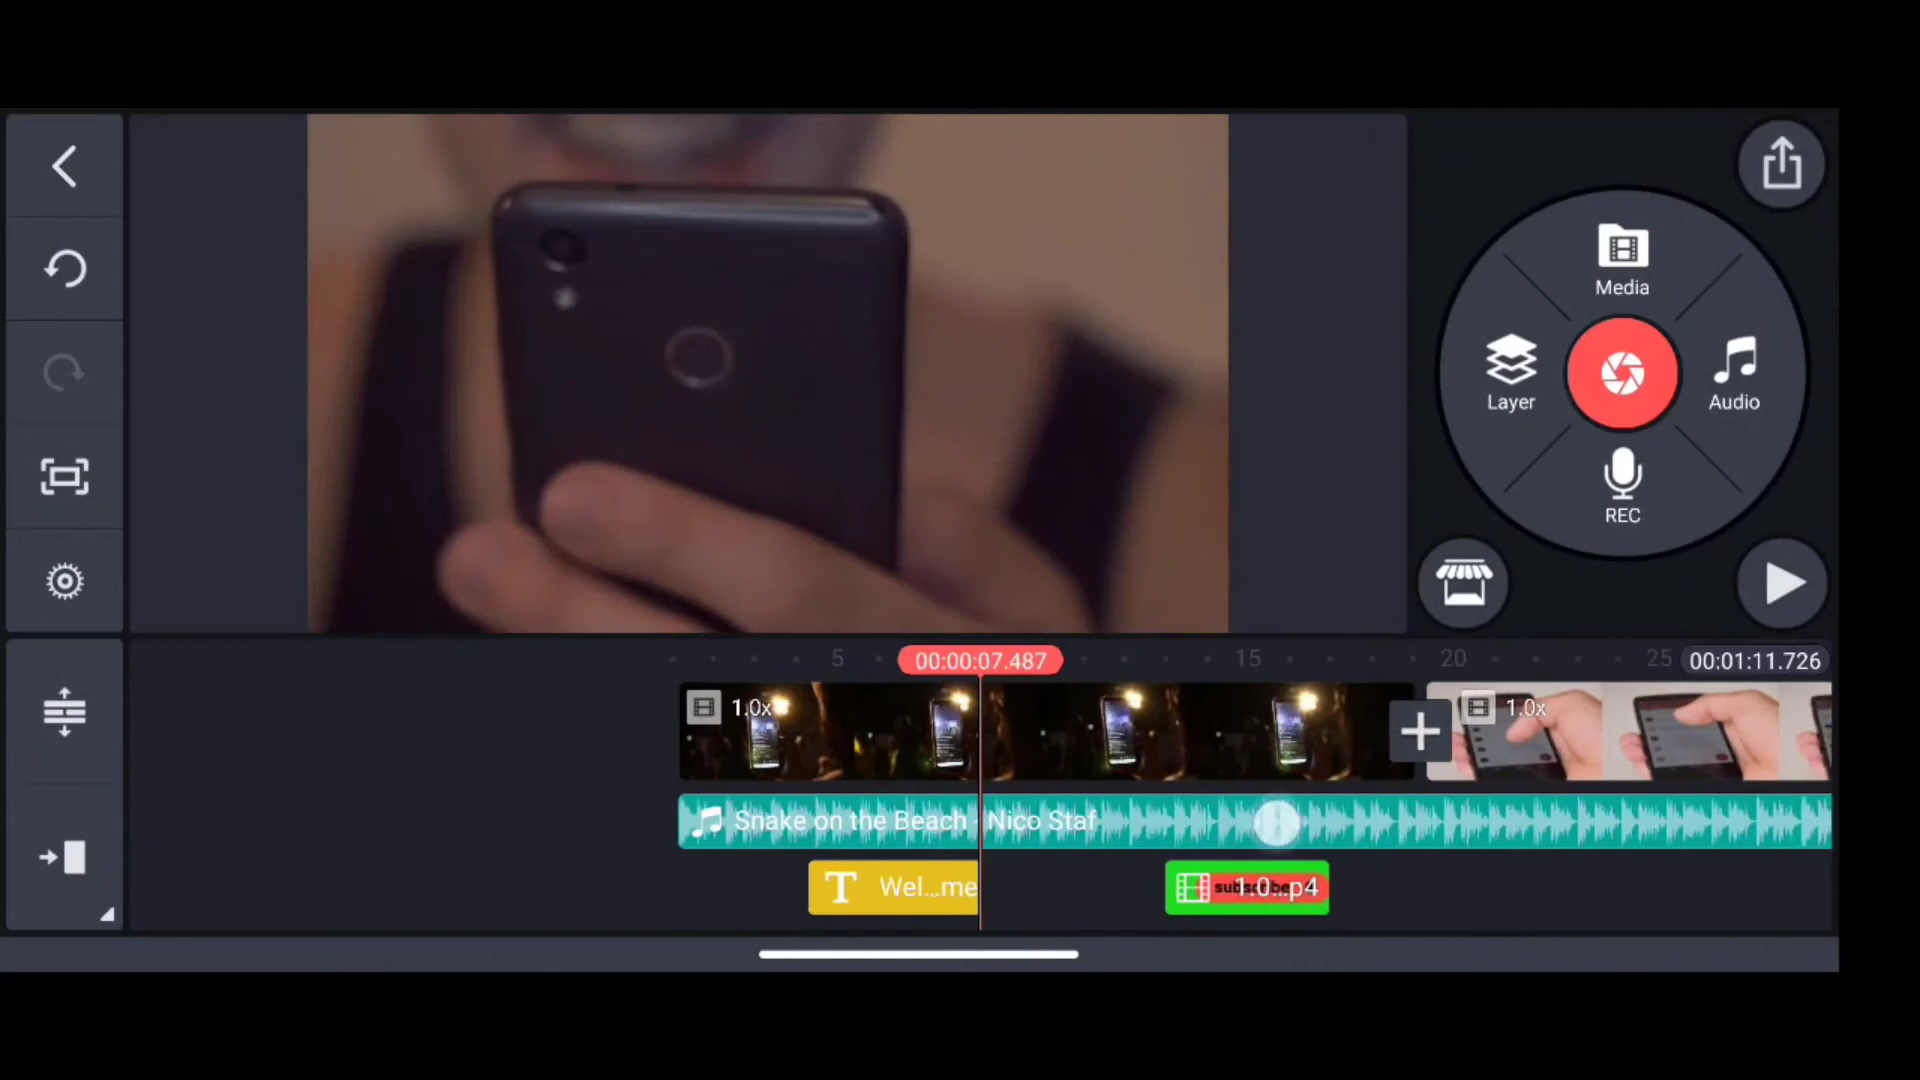 Media
Layer
Audio
REC
5
00:00:07.487
15
20
25
00:01:11.726
1.0x
1.0x
Snake on the Beach - Nico Staf
T Wel...me
subscribe
1.0...p4